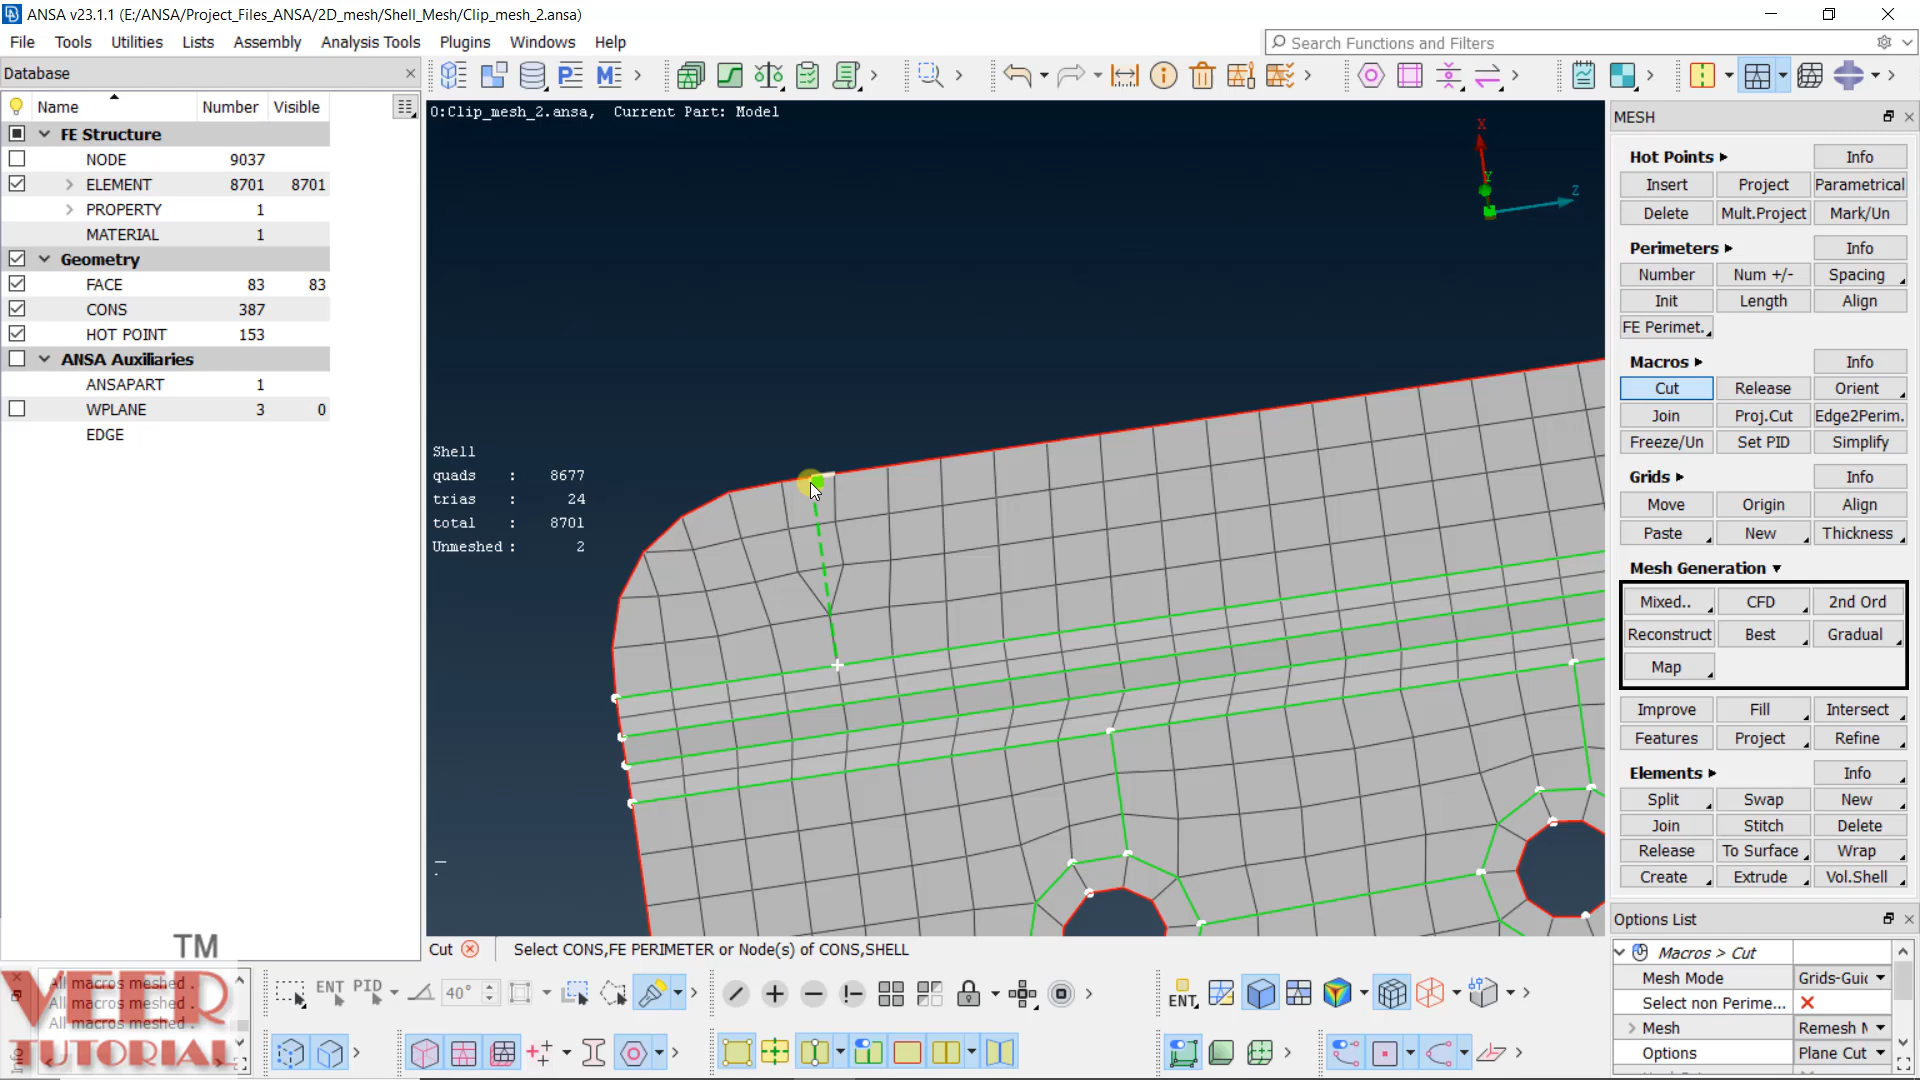 ANSA v23.1.1 (E:/ANSA/Project_Files_ANSA/2D_mesh/Shell_Mesh/Clip_mesh_2.ansa)
File Tools Utilities Lists Assembly Analysis Tools Plugins Windows Help
Search Functions and Filters
Database
Name Number Visible
FE Structure
NODE 9037
ELEMENT 8701 8701
PROPERTY 1
MATERIAL 1
Geometry
FACE 83 83
CONS 387
HOT POINT 153
ANSA Auxiliaries
ANSAPART 1
WPLANE 3 0
EDGE
0:Clip_mesh_2.ansa, Current Part: Model
X
Y
Z
Shell
quads : 8677
trias : 24
total : 8701
Unmeshed : 2
MESH
Hot Points Info
Insert Project Parametrical
Delete Mult.Project Mark/Un
Perimeters Info
Number Num +/- Spacing
Init Length Align
FE Perimet.
Macros Info
Cut Release Orient
Join Proj.Cut Edge2Perim.
Freeze/Un Set PID Simplify
Grids Info
Move Origin Align
Paste New Thickness
Mesh Generation
Mixed.. CFD 2nd Ord
Reconstruct Best Gradual
Map
Improve Fill Intersect
Features Project Refine
Elements Info
Split Swap New
Join Stitch Delete
Release To Surface Wrap
Create Extrude Vol.Shell
Options List
Macros > Cut
Mesh Mode Grids-Guic
Select non Perime...
Mesh Remesh M
Options Plane Cut
Cut Select CONS,FE PERIMETER or Node(s) of CONS,SHELL
All macros meshed .
All macros meshed .
All macros meshed .
Info
TM
VEER
TUTORIAL
ENT PID 40°
ENT